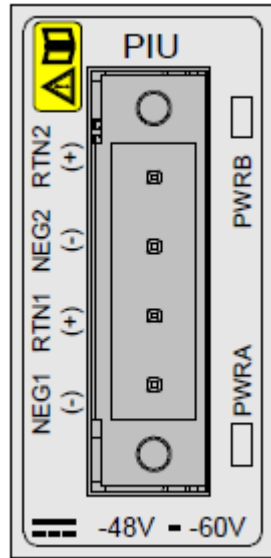 PIU
RTN2
(+)
NEG2
(-)
RTN1
(+)
NEG1
(-)
PWRB
PWRA
-48V - -60V